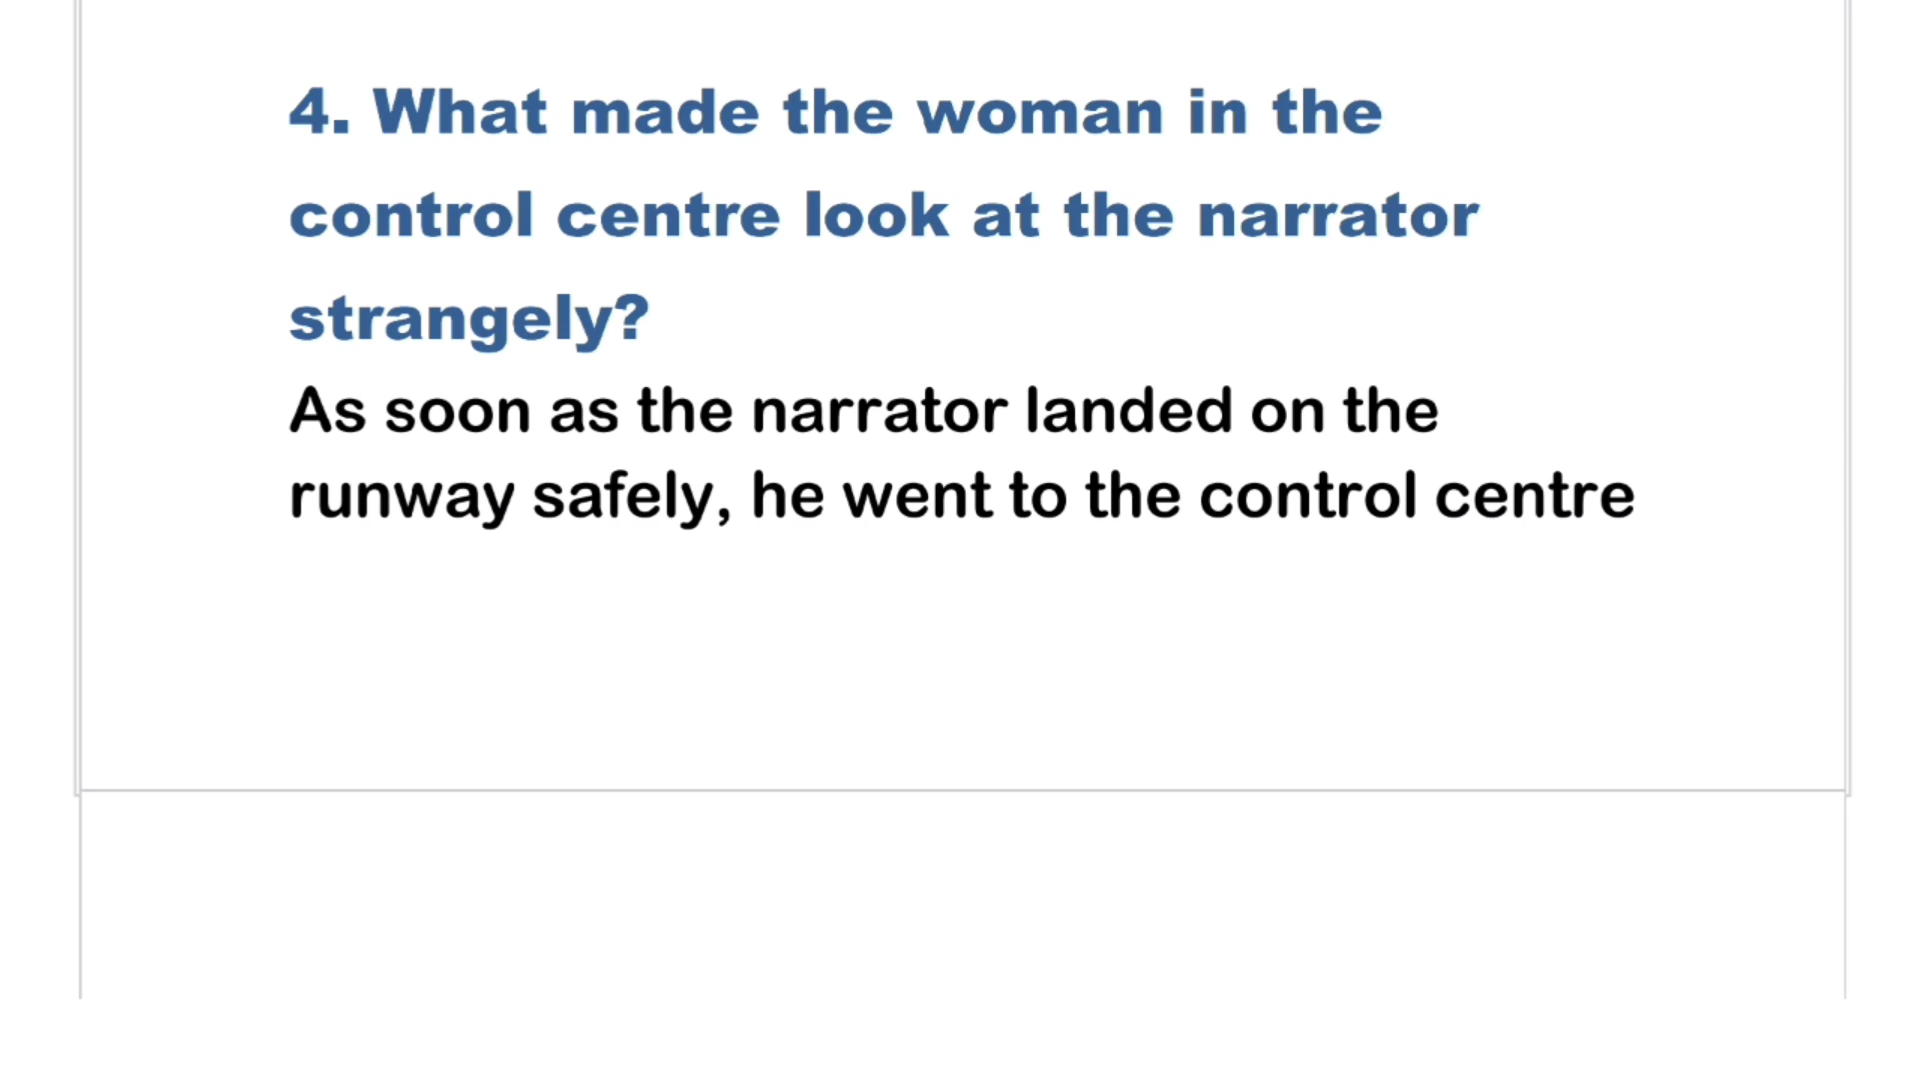 4. What made the woman in the
control centre look at the narrator
strangely?
As soon as the narrator landed on the
runway safely, he went to the control centre